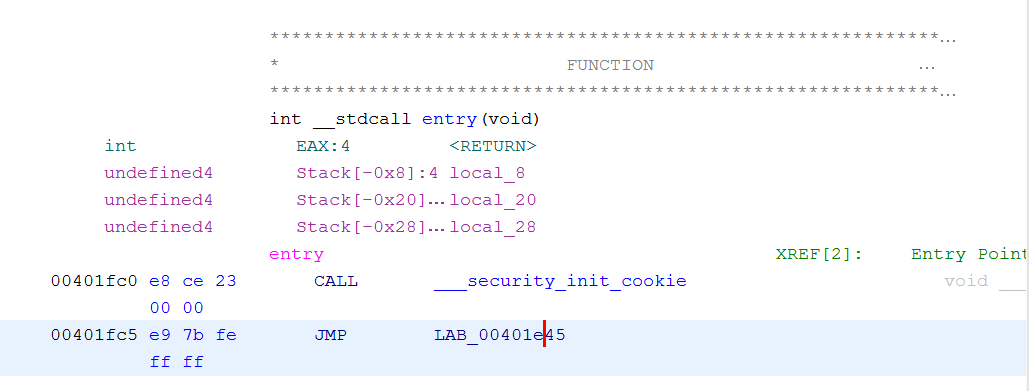 **************************************************************...
* FUNCTION ...
**************************************************************...
int __stdcall entry(void)
int EAX:4 <RETURN>
undefined4 Stack[-0x8]:4 local_8
undefined4 Stack[-0x20]... local_20
undefined4 Stack[-0x28]... local_28
entry XREF[2]: Entry Point
00401fc0 e8 ce 23 CALL ___security_init_cookie void ___
00 00
00401fc5 e9 7b fe JMP LAB_00401e45
ff ff